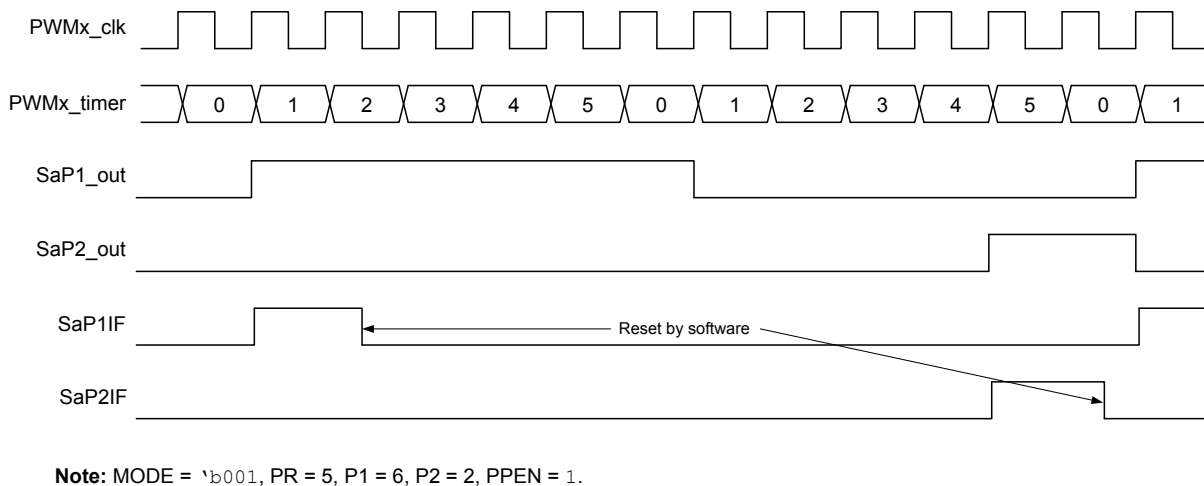 PWMx_clk
PWMx_timer 0 1 2 3 4 5 0 1 2 3 4 5 0 1
SaP1_out
SaP2_out
SaP1IF
Reset by software
SaP2IF
Note: MODE = ‘b001, PR = 5, P1 = 6, P2 = 2, PPEN = 1.